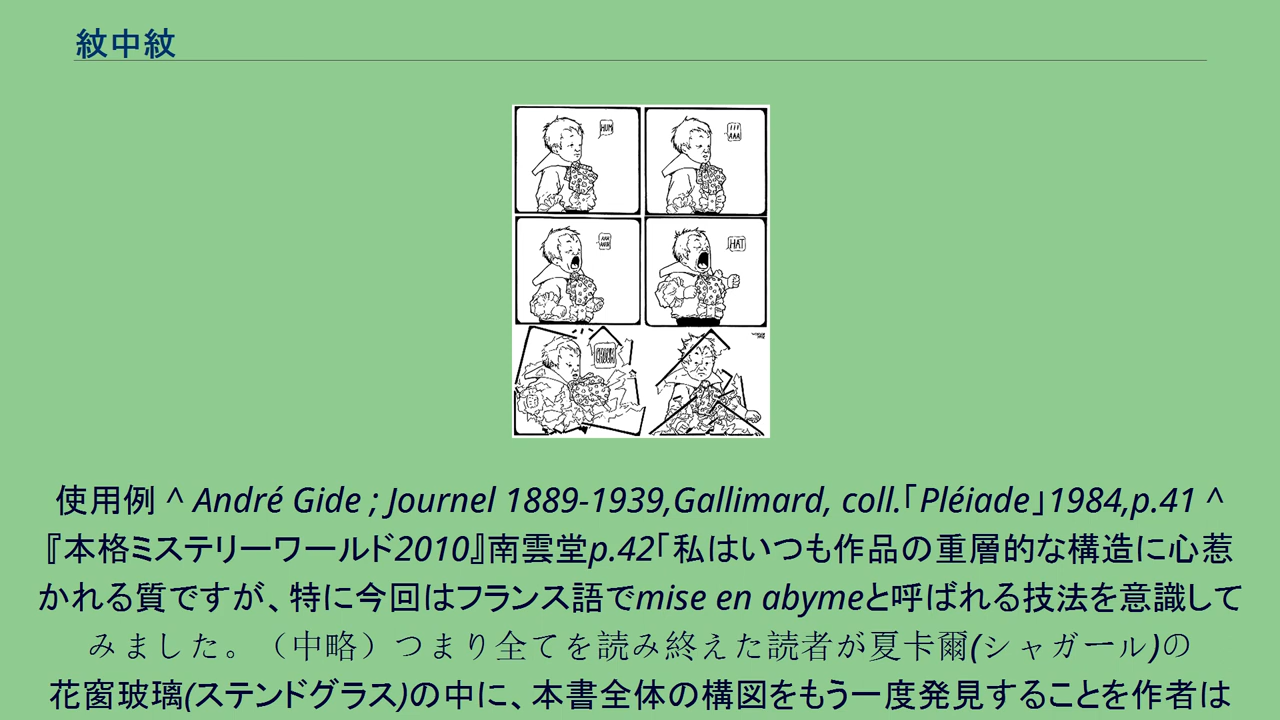 紋中紋
HUM
HAT
使用例 ^ André Gide ; Journel 1889-1939,Gallimard, coll.「Pléiade」1984,p.41 ^
『本格ミステリーワールド2010』南雲堂p.42「私はいつも作品の重層的な構造に心惹
かれる質ですが、特に今回はフランス語でmise en abymeと呼ばれる技法を意識して
みました。（中略）つまり全てを読み終えた読者が夏卡爾(シャガール)の
花窗玻璃(ステンドグラス)の中に、本書全体の構図をもう一度発見することを作者は